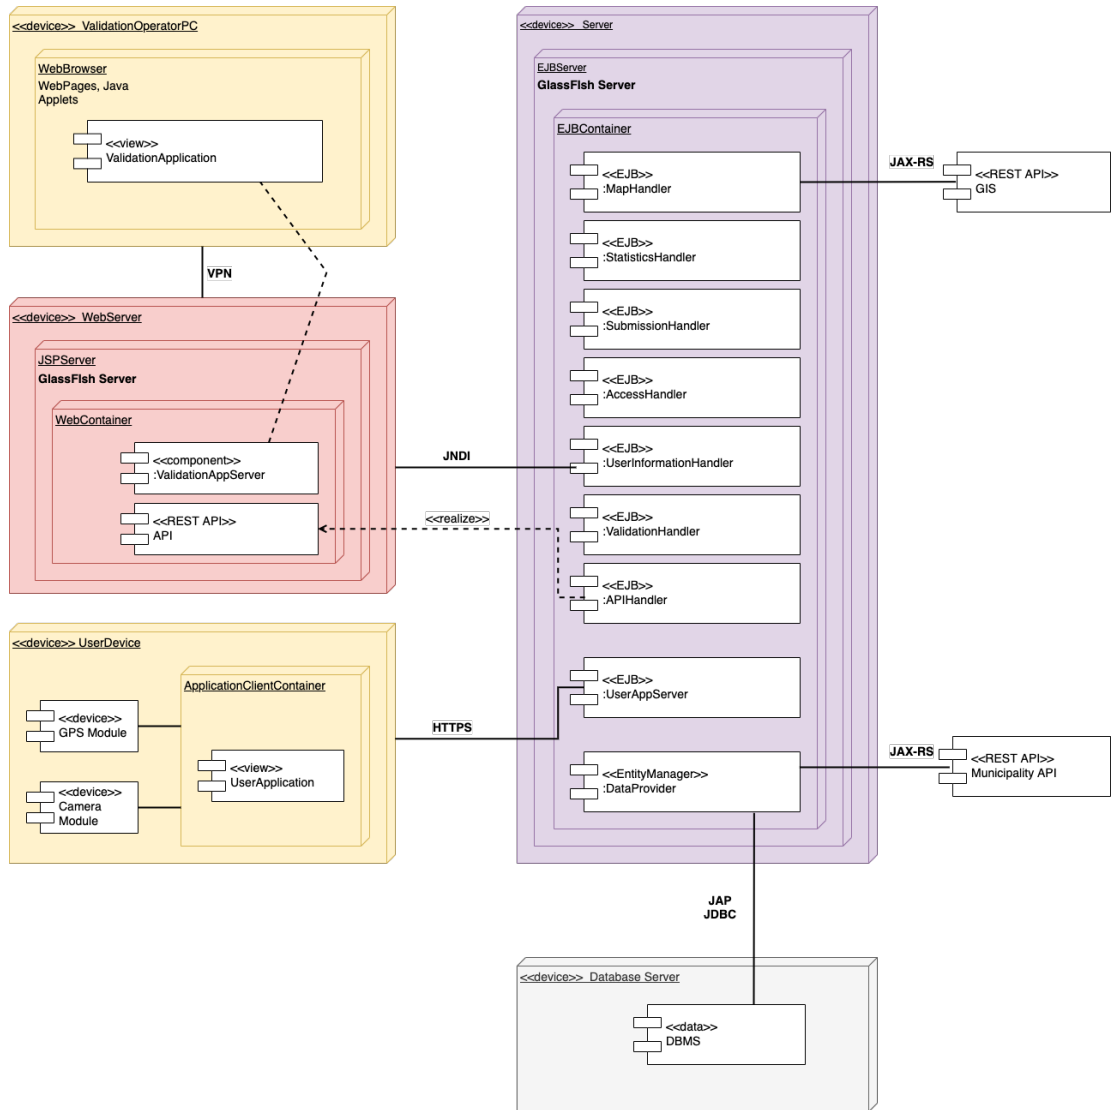 <<device>> ValidationOperatorPC
WebBrowser
WebPages, Java
Applets
<<view>>
ValidationApplication
VPN
<<device>> WebServer
JSPServer
GlassFIsh Server
WebContainer
<<component>>
:ValidationAppServer
<<REST API>>
API
JNDI
<<realize>>
<<device>> UserDevice
ApplicationClientContainer
<<device>>
GPS Module
<<view>>
UserApplication
<<device>>
Camera
Module
HTTPS
<<device>> Server
EJBServer
GlassFIsh Server
EJBContainer
<<EJB>>
:MapHandler
<<EJB>>
:StatisticsHandler
<<EJB>>
:SubmissionHandler
<<EJB>>
:AccessHandler
<<EJB>>
:UserInformationHandler
<<EJB>>
:ValidationHandler
<<EJB>>
:APIHandler
<<EJB>>
:UserAppServer
<<EntityManager>>
:DataProvider
JAX-RS
<<REST API>>
GIS
JAX-RS
<<REST API>>
Municipality API
JAP
JDBC
<<device>> Database Server
<<data>>
DBMS